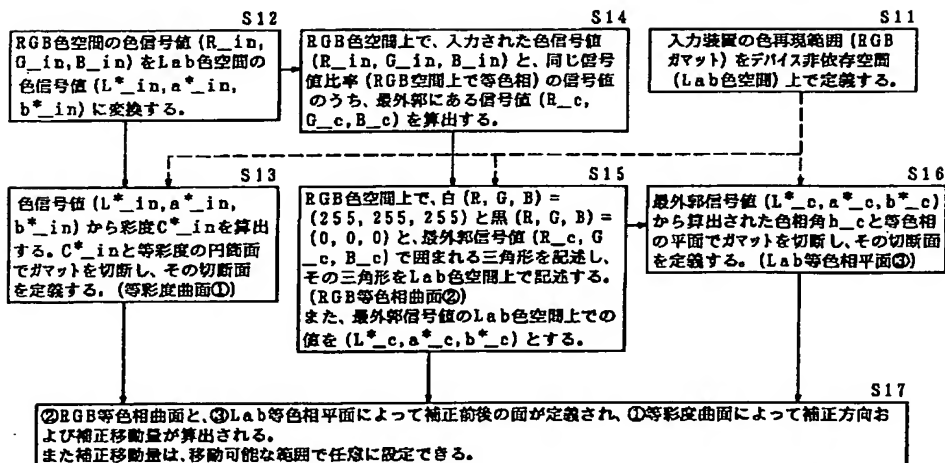 S12
RGB色空間の色信号値(R_in,
G_in,B_in)をLab色空間の
色信号値(L*_in,a*_in,
b*_in)に変換する。
S14
RGB色空間上で、入力された色信号値
(R_in,G_in,B_in)と、同じ信号
値比率(RGB空間上で等色相)の信号値
のうち、最外郭にある信号値(R_c,
G_c,B_c)を算出する。
S11
入力装置の色再現範囲(RGB
ガマット)をデバイス非依存空間
(Lab色空間)上で定義する。
S13
色信号値(L*_in,a*_in,
b*_in)から彩度C*_inを算出
する。C*_inと等彩度の円筒面
でガマットを切断し、その切断面
を定義する。(等彩度曲面①)
S15
RGB色空間上で、白(R,G,B)=
(255,255,255)と黒(R,G,B)=
(0,0,0)と、最外郭信号値(R_c,G
_c,B_c)で囲まれる三角形を記述し、
その三角形をLab色空間上で記述する。
(RGB等色相曲面②)
また、最外郭信号値のLab色空間上での
値を(L*_c,a*_c,b*_c)とする。
S16
最外郭信号値(L*_c,a*_c,b*_c)
から算出された色相角h_cと等色相
の平面でガマットを切断し、その切断面
を定義する。(Lab等色相平面③)
S17
②RGB等色相曲面と、③Lab等色相平面によって補正前後の面が定義され、①等彩度曲面によって補正方向お
よび補正移動量が算出される。
また補正移動量は、移動可能な範囲で任意に設定できる。